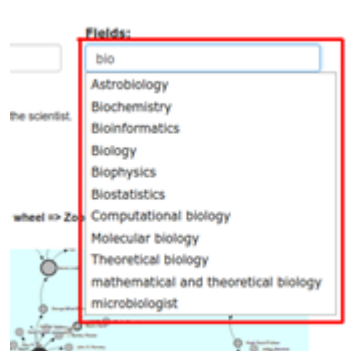 Fields:
bio
Astrobiology
the scientist.
Biochemistry
Bioinformatics
Biology
Biophysics
Biostatistics
wheel => Zoo
Computational biology
Molecular biology
Theoretical biology
mathematical and theoretical biology
microbiologist